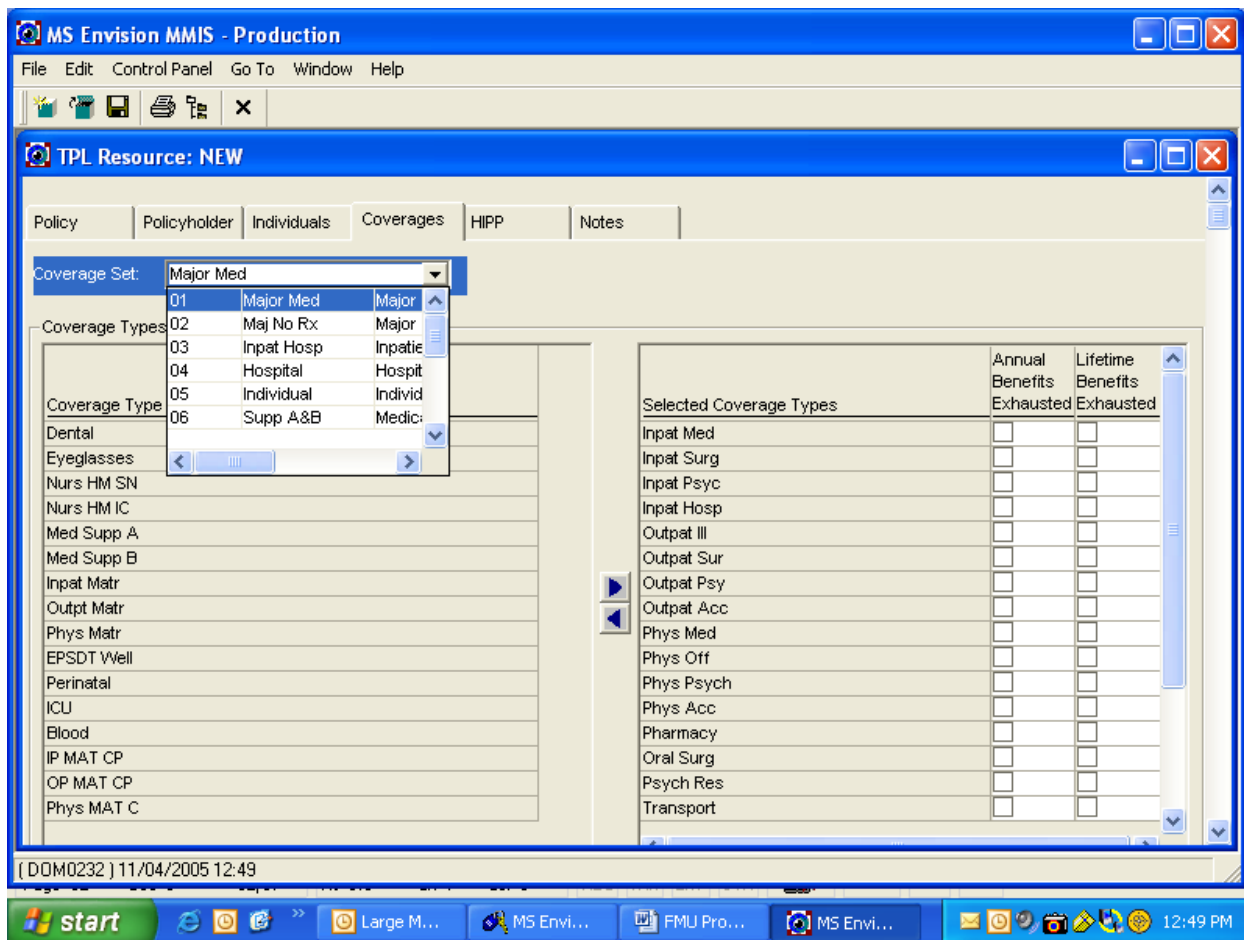 MS Envision MMIS - Production
File Edit Control Panel Go To Window Help
TPL Resource: NEW
Policy Policyholder Individuals Coverages HIPP Notes
Coverage Set: Major Med
01 Major Med Major
02 Maj No Rx Major
03 Inpat Hosp Inpatie
04 Hospital Hospit
05 Individual Individ
06 Supp A&B Medic
Coverage Types
Coverage Type
Dental
Eyeglasses
Nurs HM SN
Nurs HM IC
Med Supp A
Med Supp B
Inpat Matr
Outpt Matr
Phys Matr
EPSDT Well
Perinatal
ICU
Blood
IP MAT CP
OP MAT CP
Phys MAT C
Selected Coverage Types
Annual Benefits Exhausted
Lifetime Benefits Exhausted
Inpat Med
Inpat Surg
Inpat Psyc
Inpat Hosp
Outpat Ill
Outpat Sur
Outpat Psy
Outpat Acc
Phys Med
Phys Off
Phys Psych
Phys Acc
Pharmacy
Oral Surg
Psych Res
Transport
( DOM0232 ) 11/04/2005 12:49
start Large M... MS Envi... FMU Pro... MS Envi... 12:49 PM